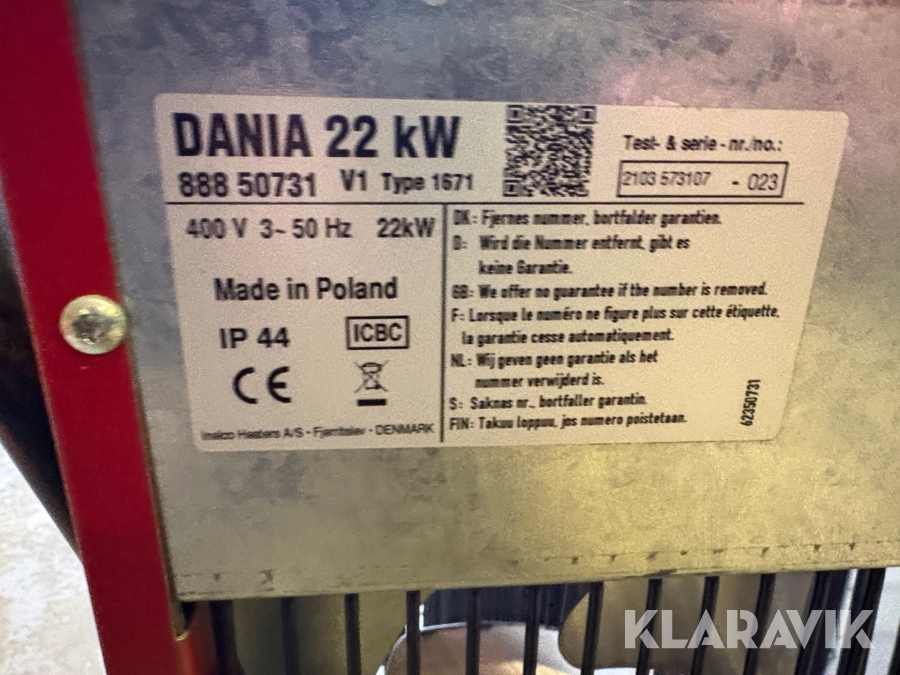 DANIA 22 kW
888 50731 V1 Type 1671
Test- & serie - nr./no.:
2103 573107 - 023
400 V 3~ 50 Hz 22kW
Made in Poland
IP 44 ICBC
CE
Inelco Heaters A/S - Fjerritslev - DENMARK
DK: Fjernes nummer, bortfalder garantien.
D: Wird die Nummer entfernt, gibt es
keine Garantie.
GB: We offer no guarantee if the number is removed.
F: Lorsque le numéro ne figure plus sur cette étiquette,
la garantie cesse automatiquement.
NL: Wij geven geen garantie als het
nummer verwijderd is.
S: Saknas nr., bortfaller garantin.
FIN: Takuu loppuu, jos numero poistetaan.
62350731
KLARAVIK